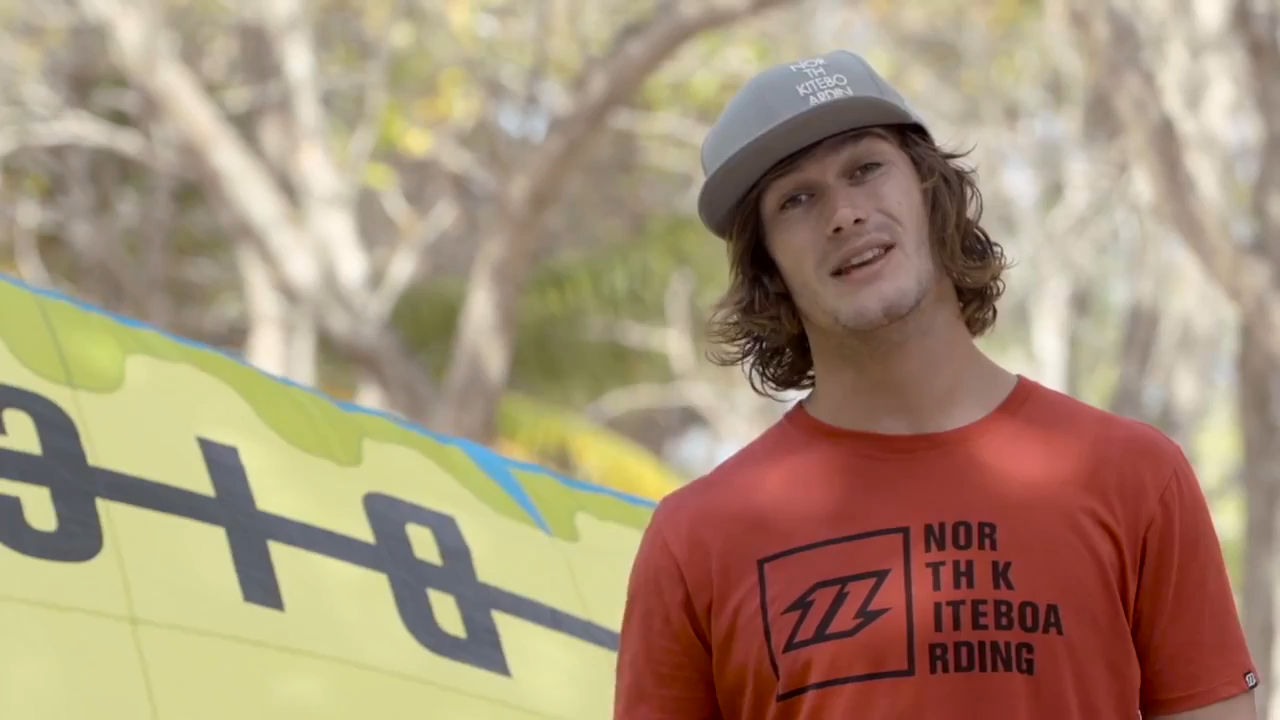 NOR
TH
KITEBO
ARDIN
NOR
TH K
ITEBOA
RDING